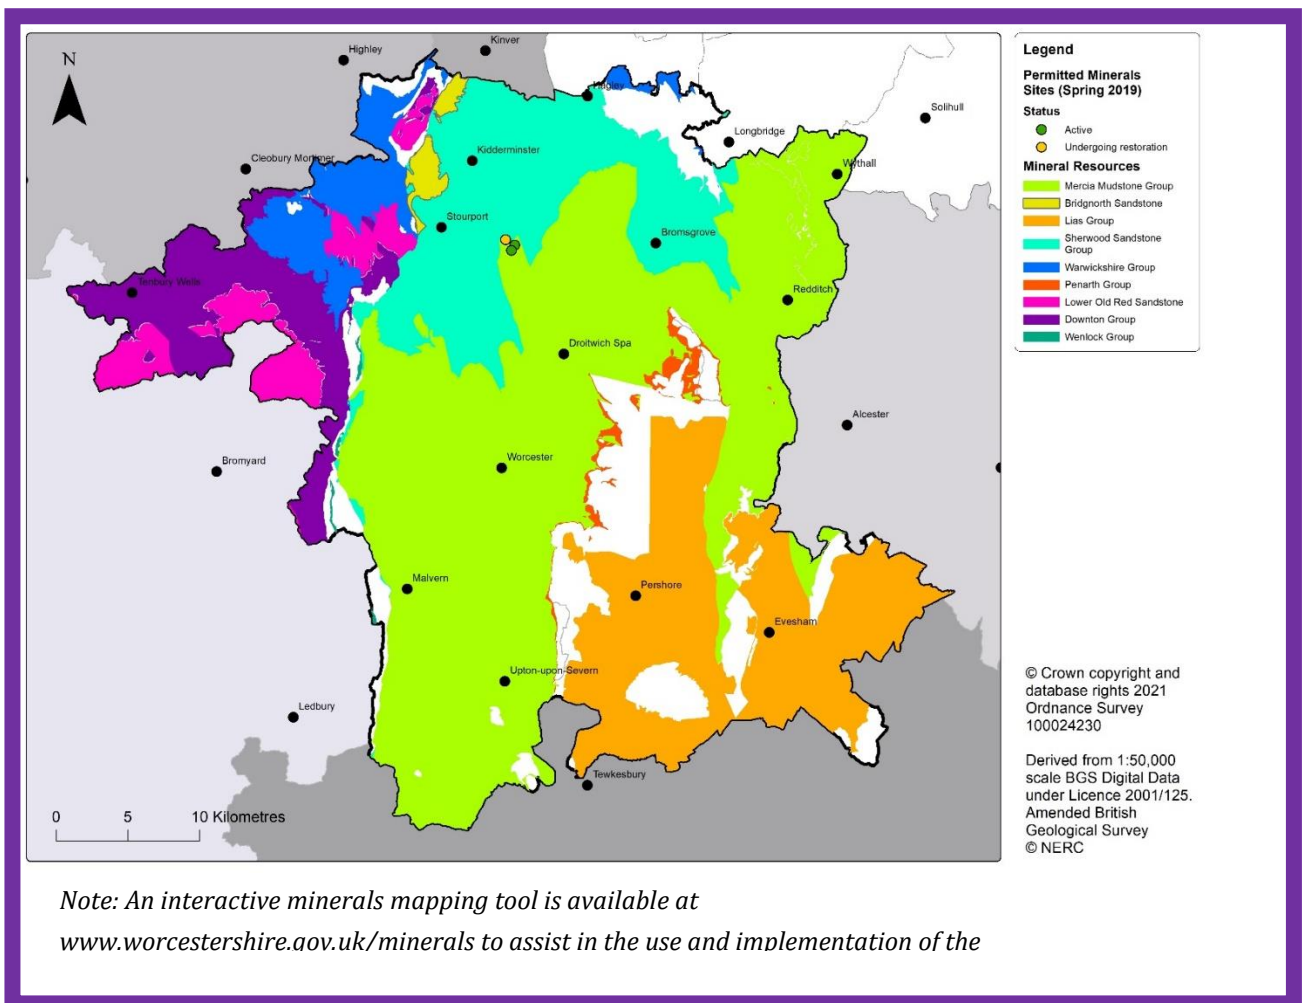 Kinver
Highley
N
Hagley
Solihull
Longbridge
Kidderminster
Cleobury Mortimer
Wythall
Stourport
Bromsgrove
Tenbury Wells
Redditch
Droitwich Spa
Alcester
Bromyard
Worcester
Malvern
Pershore
Evesham
Upton-upon-Severn
Ledbury
Tewkesbury
0 5 10 Kilometres
Legend
Permitted Minerals
Sites (Spring 2019)
Status
Active
Undergoing restoration
Mineral Resources
Mercia Mudstone Group
Bridgnorth Sandstone
Lias Group
Sherwood Sandstone
Group
Warwickshire Group
Penarth Group
Lower Old Red Sandstone
Downton Group
Wenlock Group
© Crown copyright and
database rights 2021
Ordnance Survey
100024230
Derived from 1:50,000
scale BGS Digital Data
under Licence 2001/125.
Amended British
Geological Survey
© NERC
Note: An interactive minerals mapping tool is available at
www.worcestershire.gov.uk/minerals to assist in the use and implementation of the